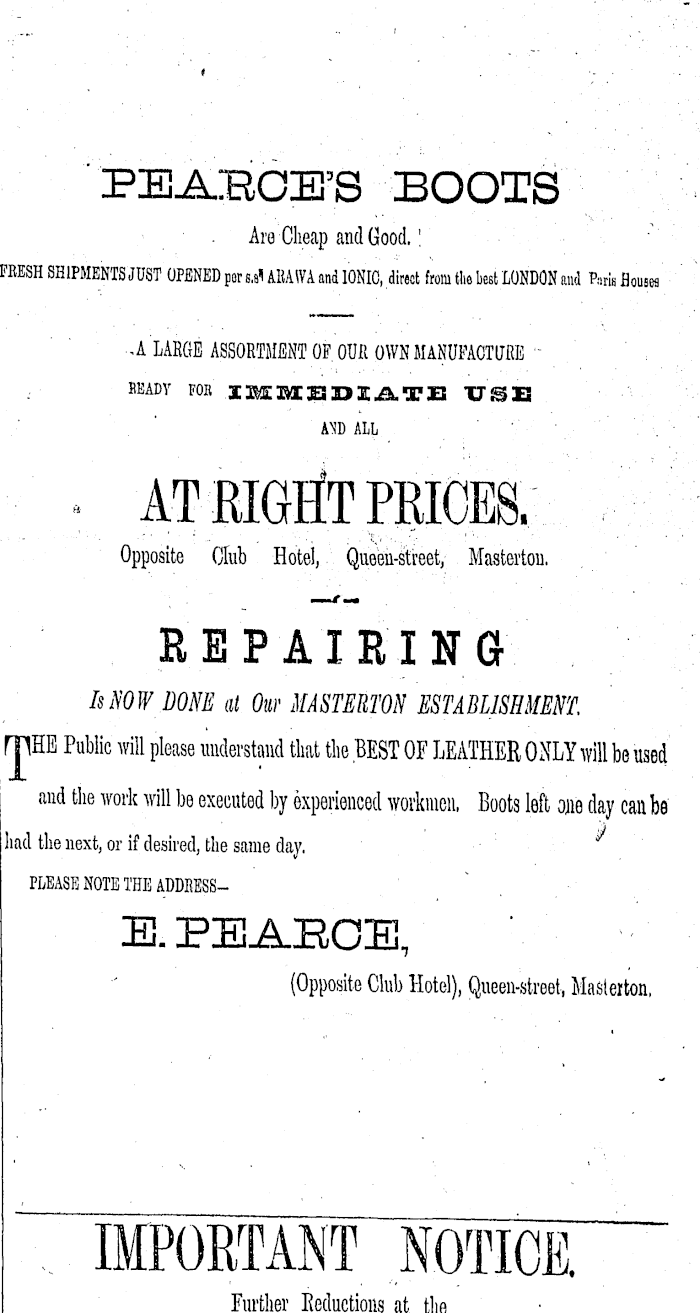 PEARCE'S BOOTS
Are Cheap and Good.
FRESH SHIPMENTS JUST OPENED per s.s ARAWA and IONIC, direct from the best LONDON and Paris Houses
A LARGE ASSORTMENT OF OUR OWN MANUFACTURE
READY FOR IMMEDIATE USE
AND ALL
AT RIGHT PRICES.
Opposite Club Hotel, Queen-street, Masterton.
REPAIRING
Is NOW DONE at Our MASTERTON ESTABLISHMENT.
THE Public will please understand that the BEST OF LEATHER ONLY will be used
and the work will be executed by experienced workmen. Boots left one day can be
had the next, or if desired, the same day.
PLEASE NOTE THE ADDRESS—
E. PEARCE,
(Opposite Club Hotel), Queen-street, Masterton.
IMPORTANT NOTICE.
Further Reductions at the